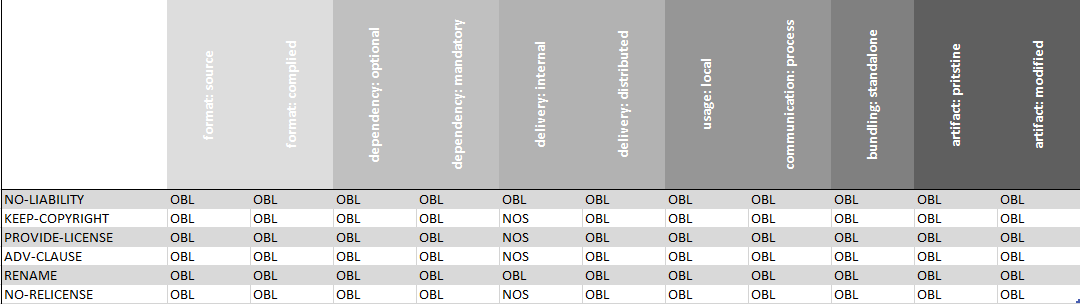 format: source format: complied dependency: optional dependency: mandatory delivery: internal delivery: distributed usage: local communication: process bundling: standalone artifact: pritstine artifact: modified
NO-LIABILITY OBL OBL OBL OBL OBL OBL OBL OBL OBL OBL OBL
KEEP-COPYRIGHT OBL OBL OBL OBL NOS OBL OBL OBL OBL OBL OBL
PROVIDE-LICENSE OBL OBL OBL OBL NOS OBL OBL OBL OBL OBL OBL
ADV-CLAUSE OBL OBL OBL OBL NOS OBL OBL OBL OBL OBL OBL
RENAME OBL OBL OBL OBL OBL OBL OBL OBL OBL OBL OBL
NO-RELICENSE OBL OBL OBL OBL NOS OBL OBL OBL OBL OBL OBL